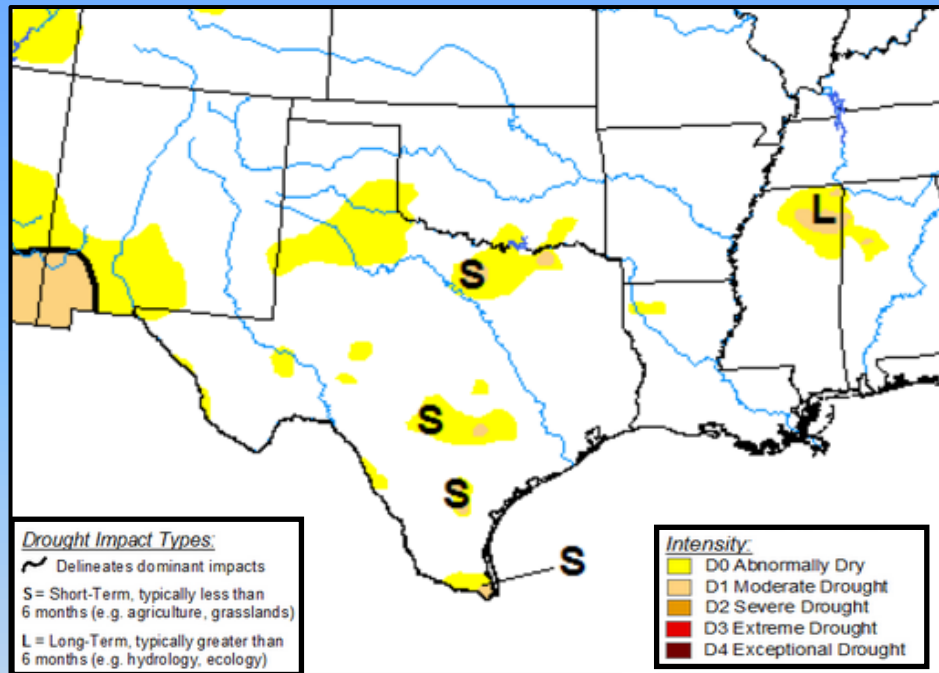 L
S
S
S
S
Drought Impact Types:
Delineates dominant impacts
S = Short-Term, typically less than
6 months (e.g. agriculture, grasslands)
L = Long-Term, typically greater than
6 months (e.g. hydrology, ecology)
Intensity:
D0 Abnormally Dry
D1 Moderate Drought
D2 Severe Drought
D3 Extreme Drought
D4 Exceptional Drought